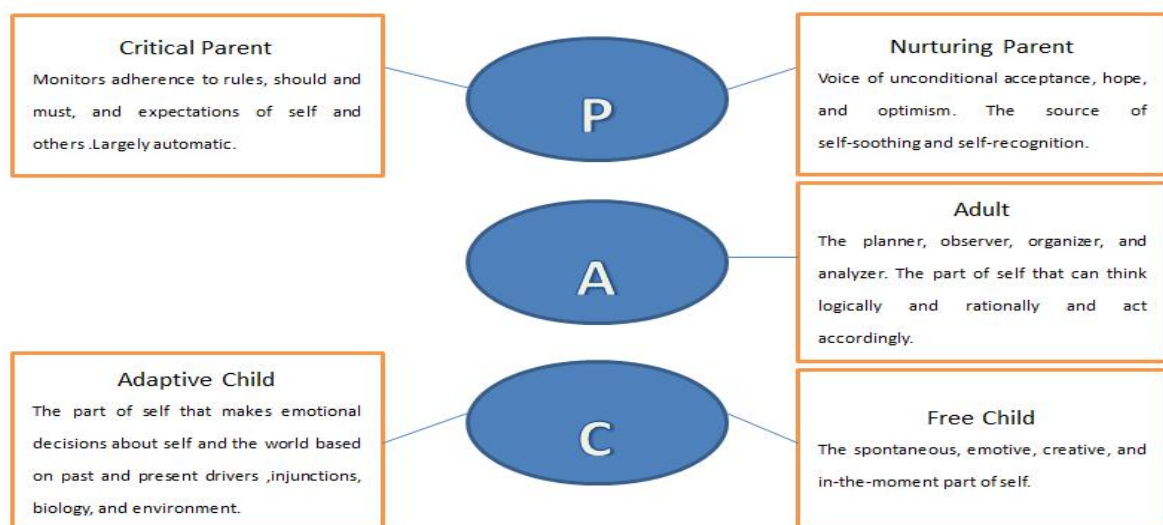 Critical Parent
Monitors adherence to rules, should and
must, and expectations of self and
others .Largely automatic.
P
Nurturing Parent
Voice of unconditional acceptance, hope,
and optimism. The source of
self-soothing and self-recognition.
A
Adult
The planner, observer, organizer, and
analyzer. The part of self that can think
logically and rationally and act
accordingly.
Adaptive Child
The part of self that makes emotional
decisions about self and the world based
on past and present drivers ,injunctions,
biology, and environment.
C
Free Child
The spontaneous, emotive, creative, and
in-the-moment part of self.